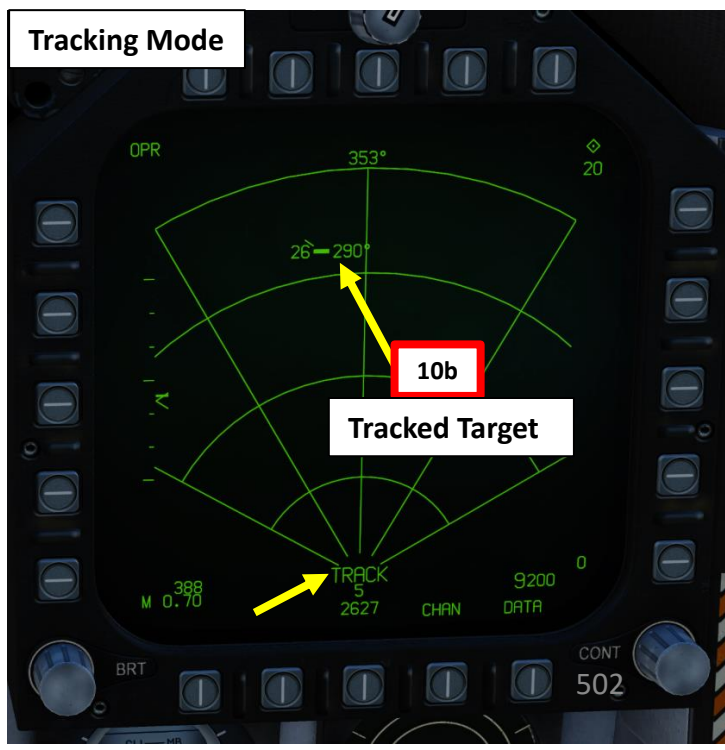 Tracking Mode
OPR
353°
20
26 290°
10b
Tracked Target
TRACK
0
388
5
9200
M 0.70
2627
CHAN
DATA
BRT
CONT
502